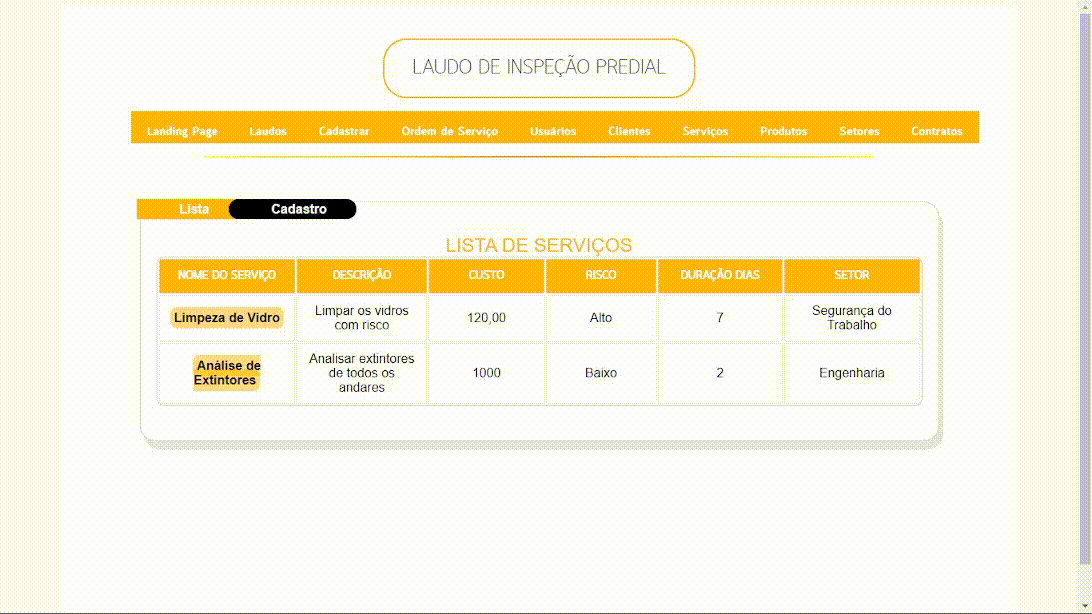 LAUDO DE INSPEÇÃO PREDIAL
Landing Page Laudos Cadastrar Ordem de Serviço Usuários Clientes Serviços Produtos Setores Contratos
Lista Cadastro
LISTA DE SERVIÇOS
NOME DO SERVIÇO DESCRIÇÃO CUSTO RISCO DURAÇÃO DIAS SETOR
Limpeza de Vidro Limpar os vidros com risco 120,00 Alto 7 Segurança do Trabalho
Análise de Extintores Analisar extintores de todos os andares 1000 Baixo 2 Engenharia